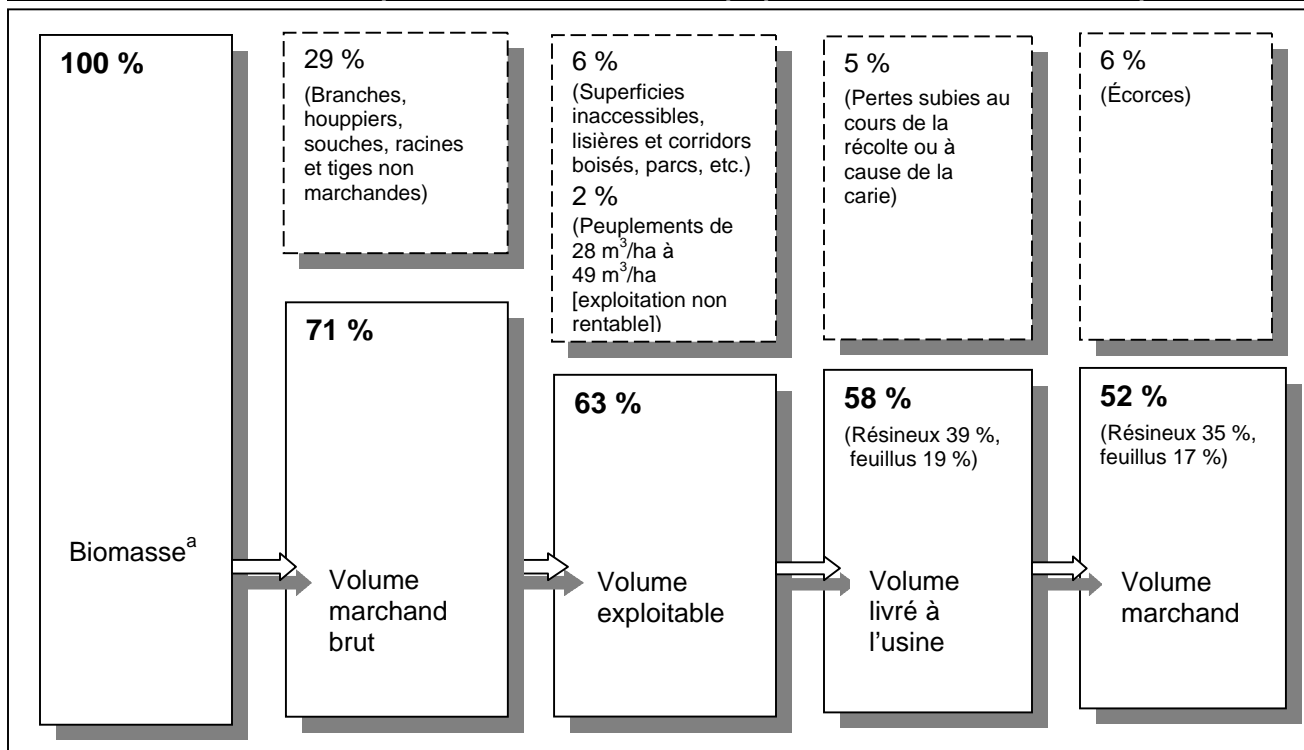 100 %
29 %
(Branches,
houppiers,
souches, racines
et tiges non
marchandes)
6 %
(Superficies
inaccessibles,
lisières et corridors
boisés, parcs, etc.)
2 %
(Peuplements de
28 m³/ha à
49 m³/ha
[exploitation non
rentable])
5 %
(Pertes subies au
cours de la
récolte ou à
cause de la
carie)
6 %
(Écorces)
71 %
63 %
58 %
(Résineux 39 %,
feuillus 19 %)
52 %
(Résineux 35 %,
feuillus 17 %)
Biomasseᵃ
Volume
marchand
brut
Volume
exploitable
Volume
livré à
l'usine
Volume
marchand